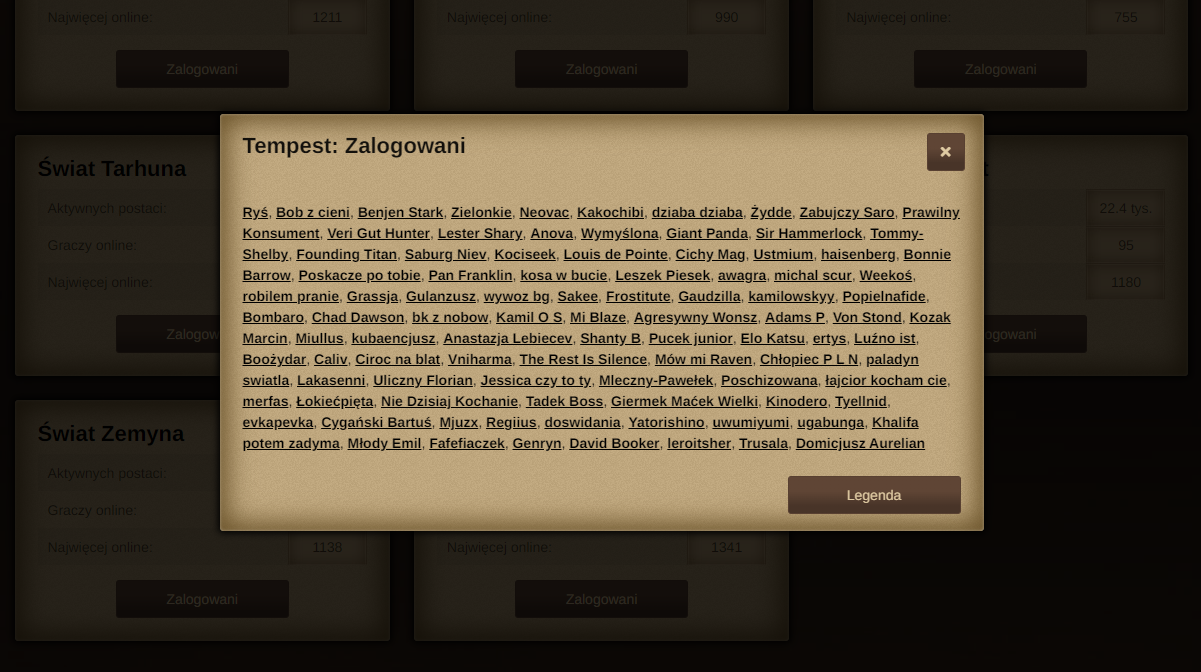 Najwięcej online: 1211 Najwięcej online: 990 Najwięcej online: 755
Zalogowani Zalogowani Zalogowani
Tempest: Zalogowani
×
Ryś, Bob z cieni, Benjen Stark, Zielonkie, Neovac, Kakochibi, dziaba dziaba, Żydde, Zabujczy Saro, Prawilny
Konsument, Veri Gut Hunter, Lester Shary, Anova, Wymyślona, Giant Panda, Sir Hammerlock, Tommy-
Shelby, Founding Titan, Saburg Niev, Kociseek, Louis de Pointe, Cichy Mag, Ustmium, haisenberg, Bonnie
Barrow, Poskacze po tobie, Pan Franklin, kosa w bucie, Leszek Piesek, awagra, michal scur, Weekoś,
robilem pranie, Grassja, Gulanzusz, wywoz bg, Sakee, Frostitute, Gaudzilla, kamilowskyy, Popielnafide,
Bombaro, Chad Dawson, bk z nobow, Kamil O S, Mi Blaze, Agresywny Wonsz, Adams P, Von Stond, Kozak
Marcin, Miullus, kubaencjusz, Anastazja Lebiecev, Shanty B, Pucek junior, Elo Katsu, ertys, Luźno ist,
Boożydar, Caliv, Ciroc na blat, Vniharma, The Rest Is Silence, Mów mi Raven, Chłopiec P L N, paladyn
swiatla, Lakasenni, Uliczny Florian, Jessica czy to ty, Mleczny-Pawełek, Poschizowana, łajcior kocham cie,
merfas, Łokiećpięta, Nie Dzisiaj Kochanie, Tadek Boss, Giermek Maćek Wielki, Kinodero, Tyellnid,
evkapevka, Cygański Bartuś, Mjuzx, Regiius, doswidania, Yatorishino, uwumiyumi, ugabunga, Khalifa
potem zadyma, Młody Emil, Fafefiaczek, Genryn, David Booker, leroitsher, Trusala, Domicjusz Aurelian
Legenda
Świat Tarhuna
Aktywnych postaci: 22.4 tys.
Graczy online: 95
Najwięcej online: 1180
Świat Zemyna
Aktywnych postaci:
Graczy online:
Najwięcej online: 1138 Najwięcej online: 1341
Zalogowani Zalogowani